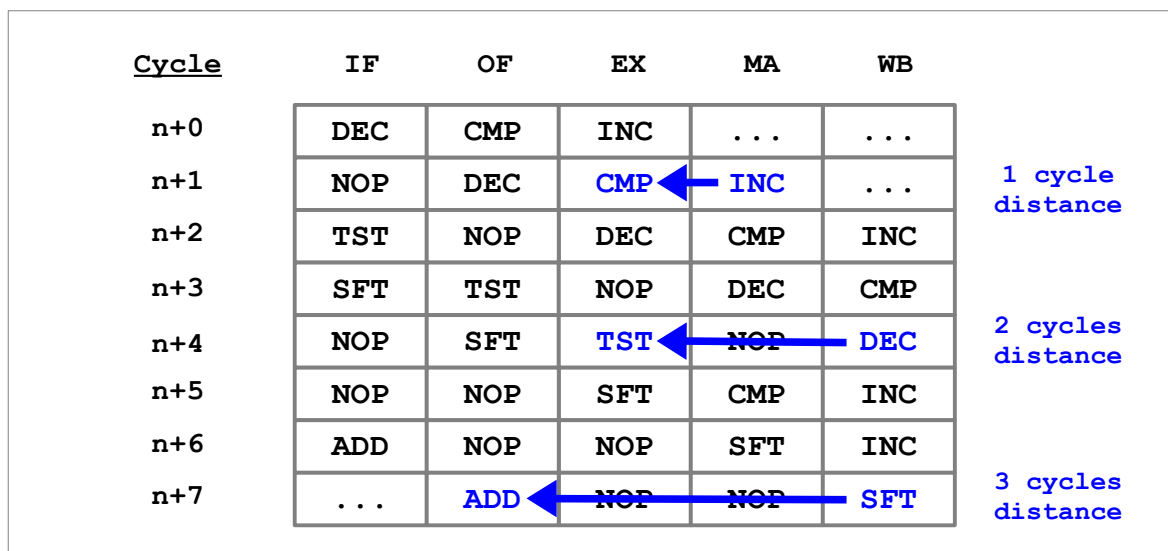 Cycle IF OF EX MA WB
n+0 DEC CMP INC ... ...
n+1 NOP DEC CMP INC ... 1 cycle
distance
n+2 TST NOP DEC CMP INC
n+3 SFT TST NOP DEC CMP
n+4 NOP SFT TST NOP DEC 2 cycles
distance
n+5 NOP NOP SFT CMP INC
n+6 ADD NOP NOP SFT INC
n+7 ... ADD NOP NOP SFT 3 cycles
distance